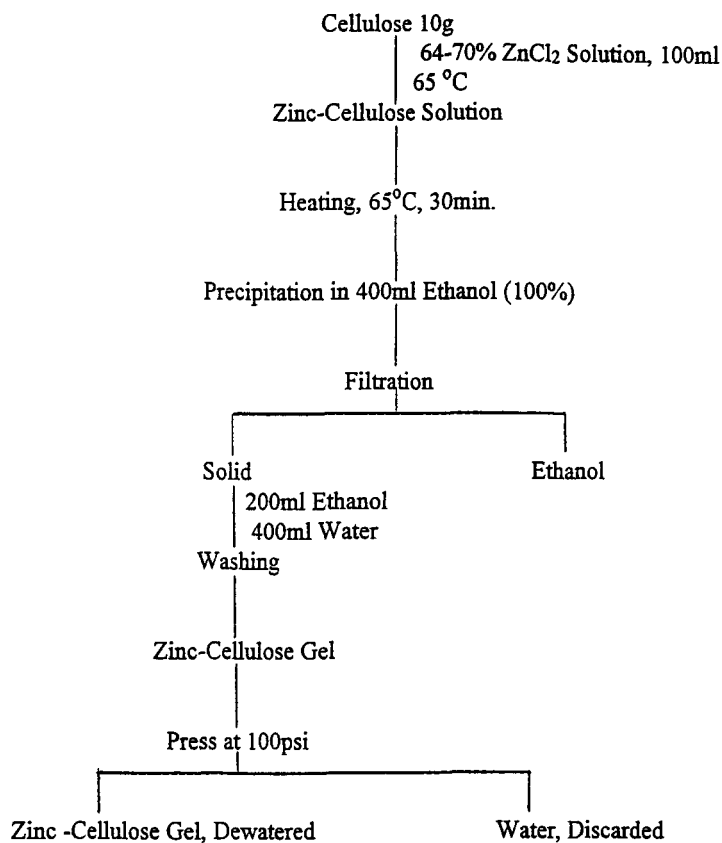 Cellulose 10g
64-70% ZnCl₂ Solution, 100ml
65 °C
Zinc-Cellulose Solution
Heating, 65°C, 30min.
Precipitation in 400ml Ethanol (100%)
Filtration
Solid
Ethanol
200ml Ethanol
400ml Water
Washing
Zinc-Cellulose Gel
Press at 100psi
Zinc -Cellulose Gel, Dewatered
Water, Discarded